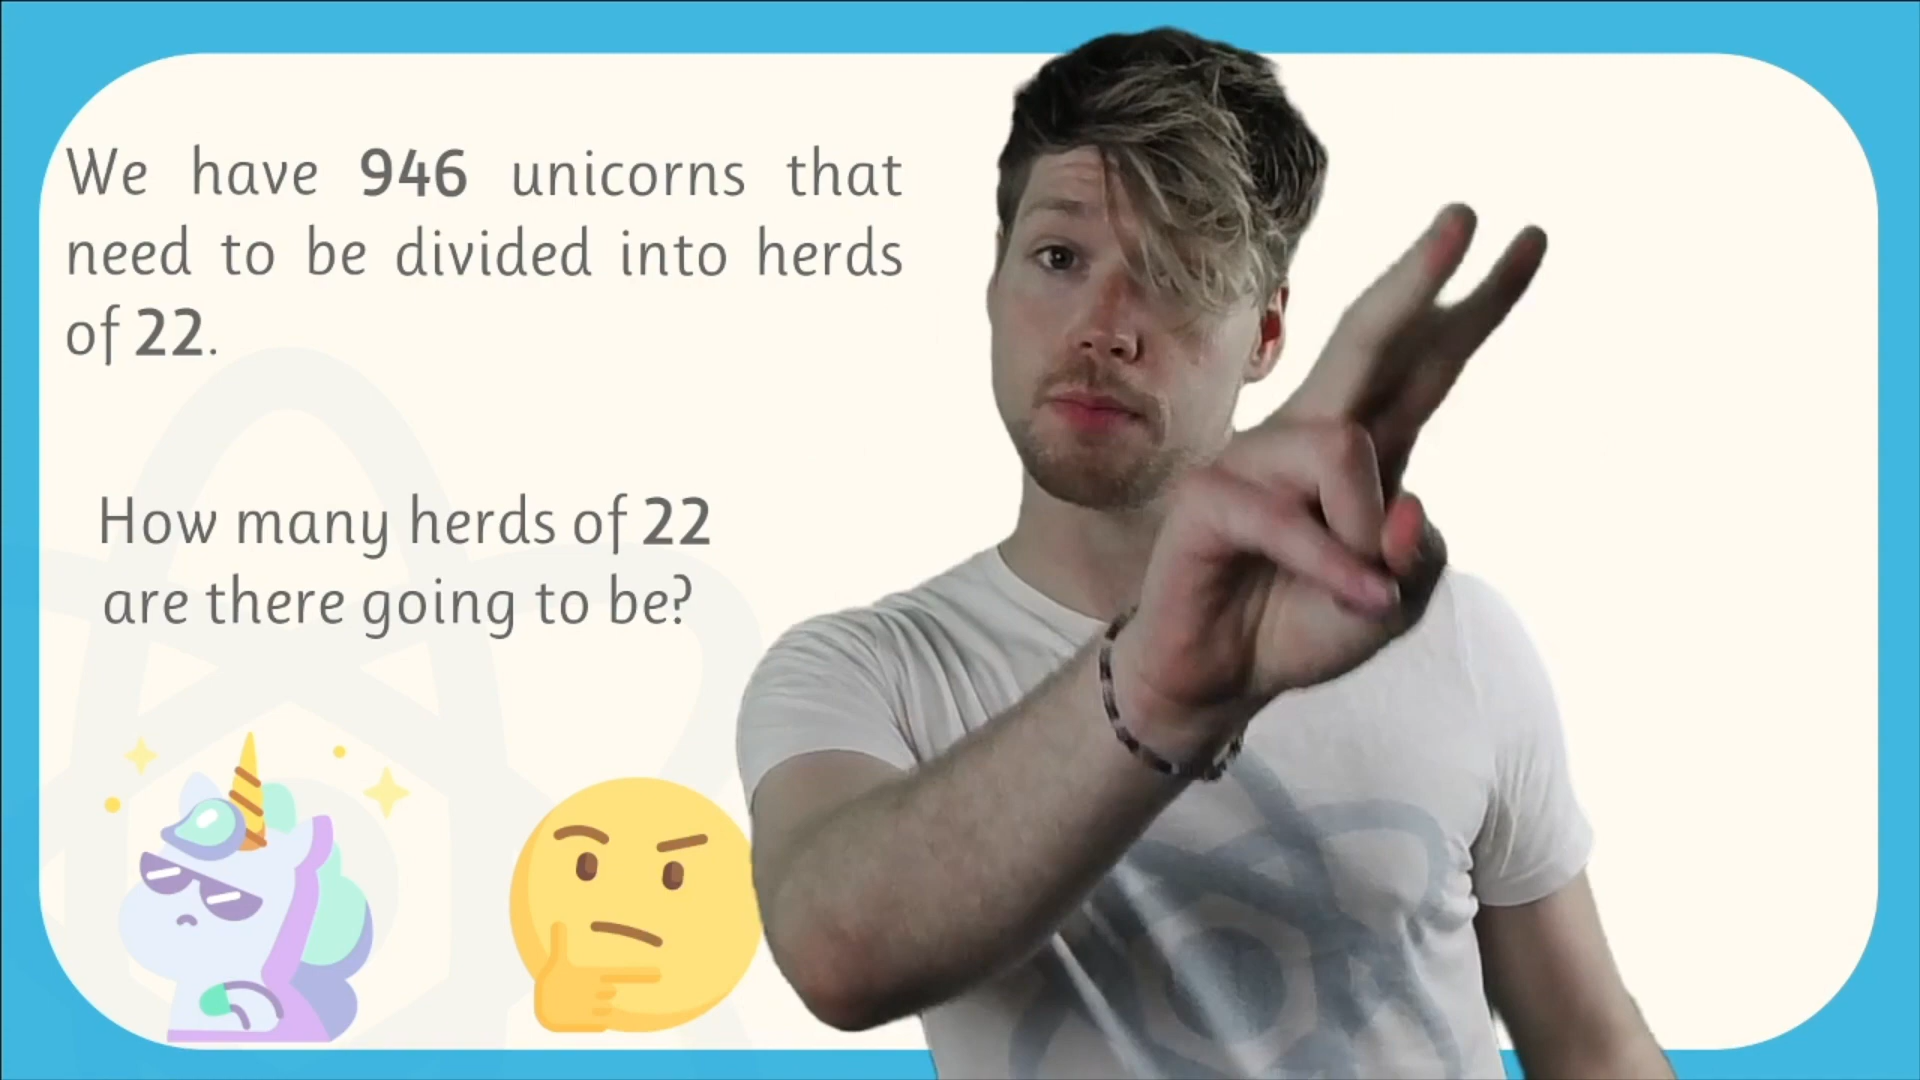 We have 946 unicorns that
need to be divided into herds
of 22.
How many herds of 22
are there going to be?